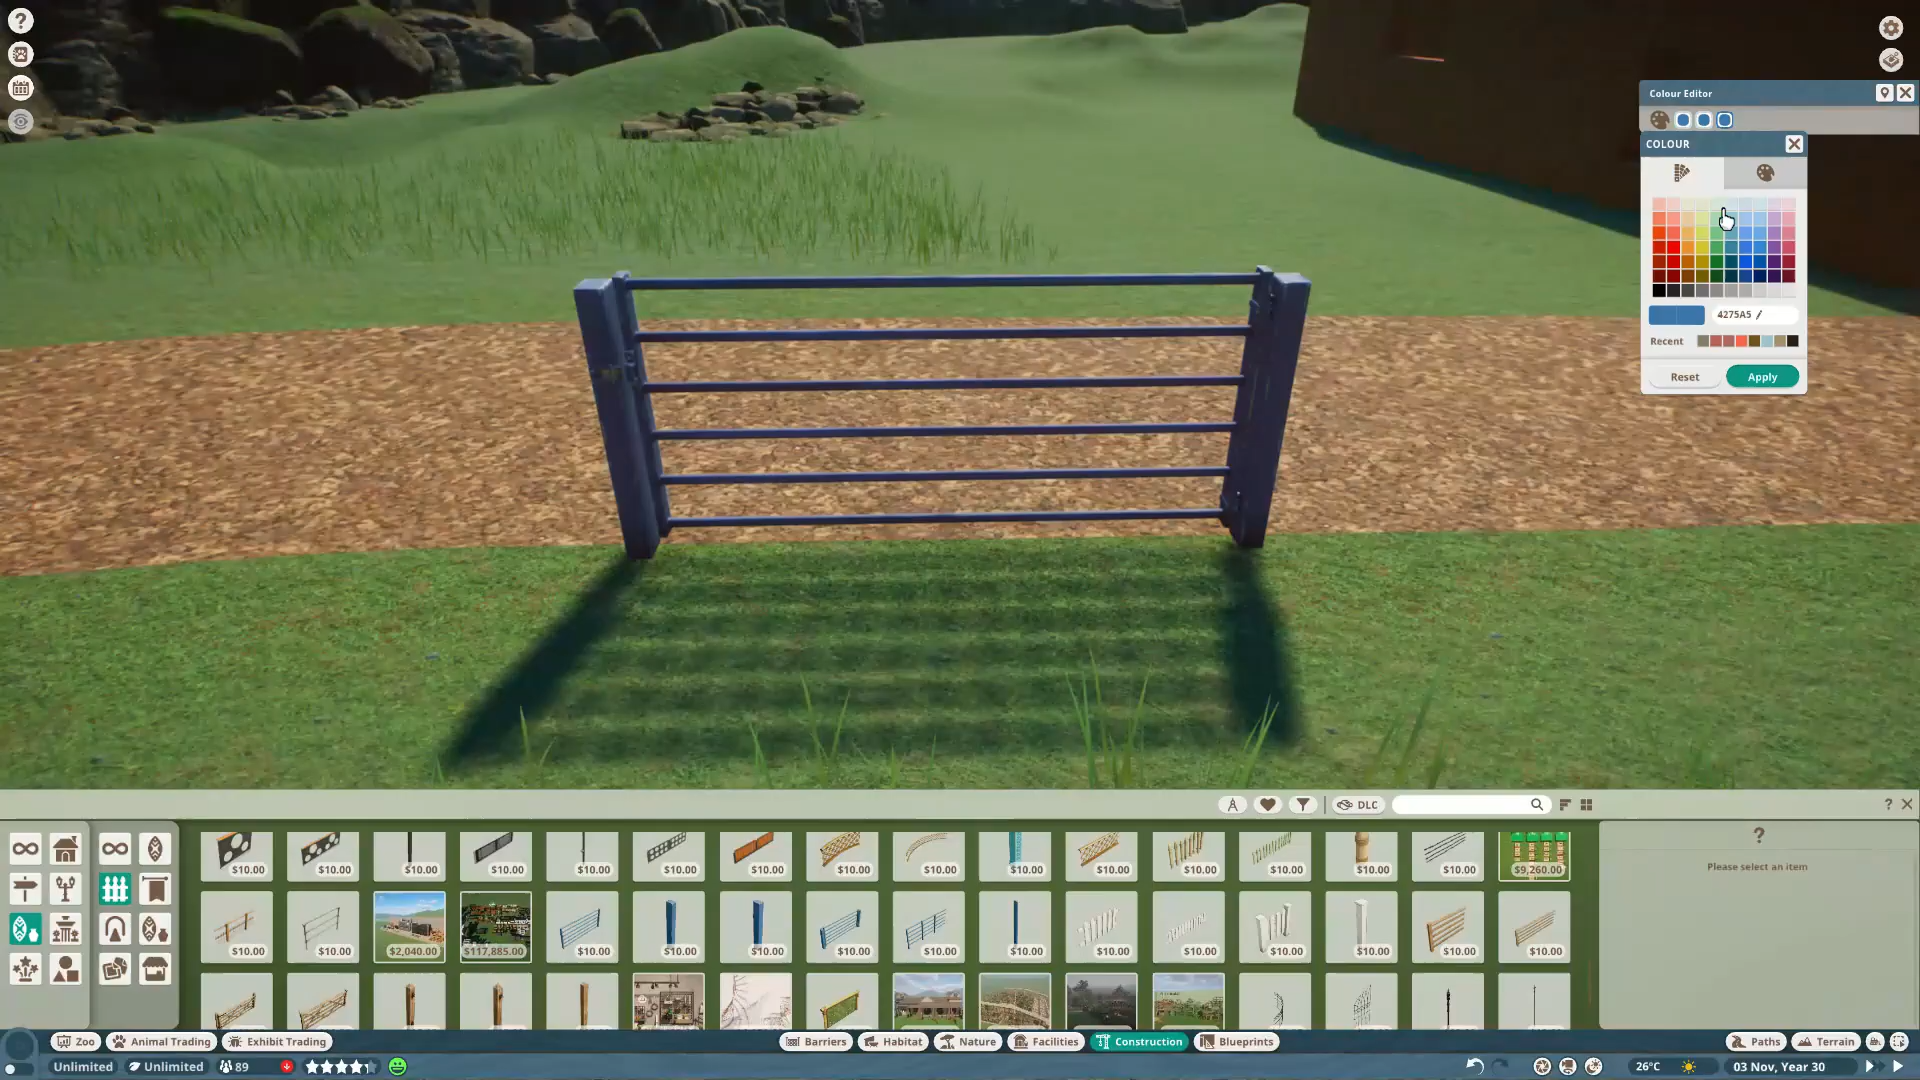 Colour Editor
COLOUR
4275A5
Recent
Reset
Apply
DLC
$10.00 $10.00 $10.00 $10.00 $10.00 $10.00 $10.00 $10.00 $10.00 $10.00 $10.00 $10.00 $10.00 $10.00 $10.00 $9,260.00
Please select an item
$10.00 $10.00 $2,040.00 $117,885.00 $10.00 $10.00 $10.00 $10.00 $10.00 $10.00 $10.00 $10.00 $10.00 $10.00 $10.00 $10.00
Zoo Animal Trading Exhibit Trading Barriers Habitat Nature Facilities Construction Blueprints Paths Terrain
Unlimited Unlimited 89 26°C 03 Nov, Year 30